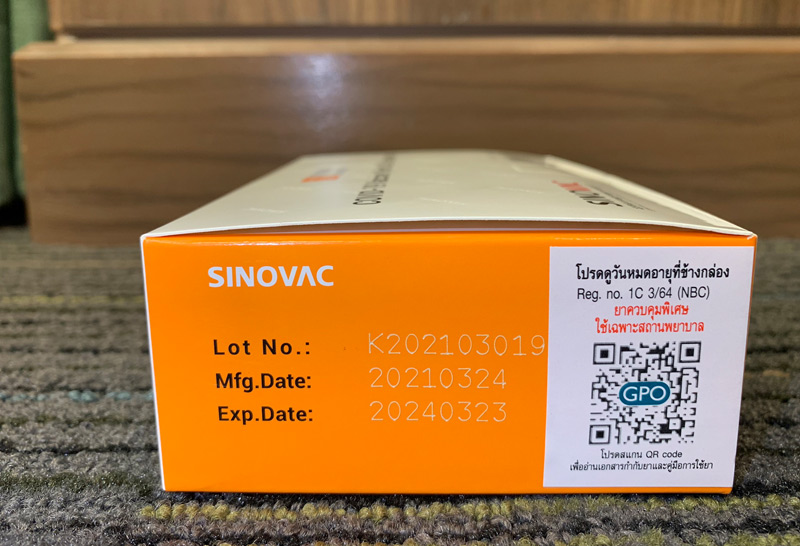 SINOVAC
Lot No.: K202103019
Mfg.Date: 20210324
Exp.Date: 20240323
โปรดดูวันหมดอายุที่ข้างกล่อง
Reg. no. 1C 3/64 (NBC)
ยาควบคุมพิเศษ
ใช้เฉพาะสถานพยาบาล
GPO
โปรดสแกน QR code
เพื่ออ่านเอกสารกำกับยาและคู่มือการใช้ยา